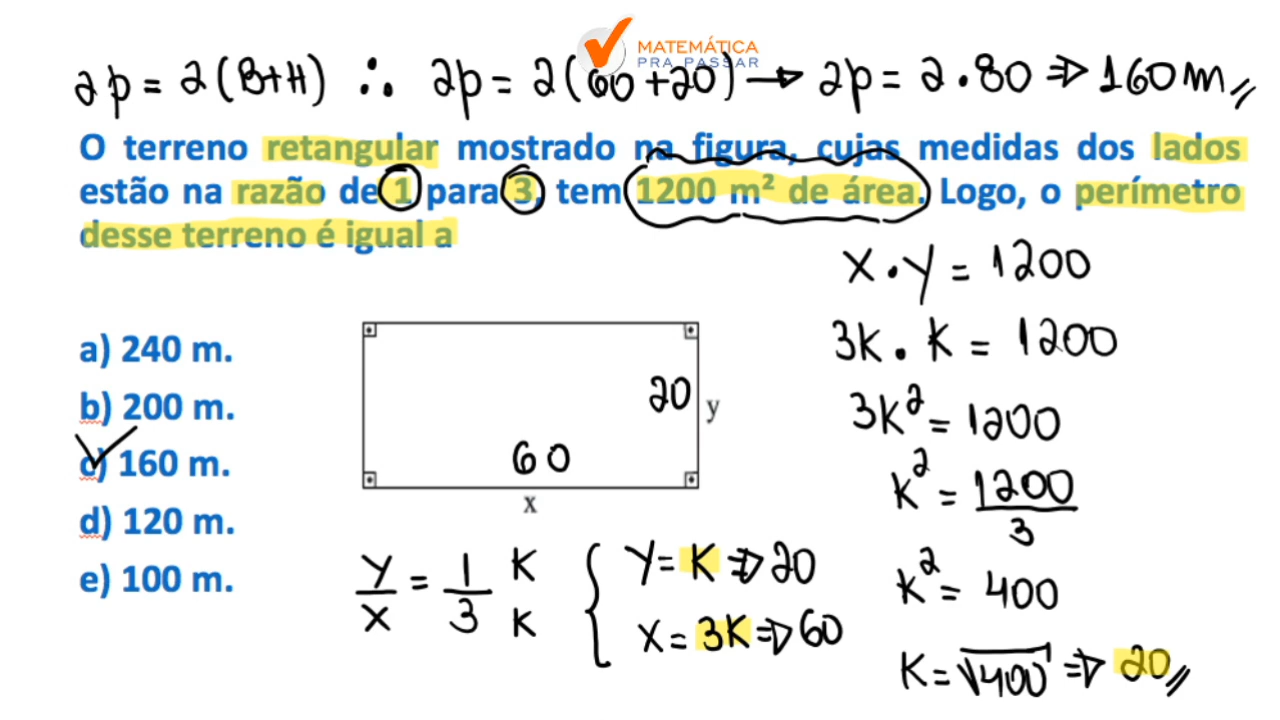 MATEMÁTICA
PRA PASSAR
2p = 2(B+H) ∴ 2p = 2(60+20) → 2p = 2.80 ⇒ 160m
O terreno retangular mostrado na figura, cujas medidas dos lados
estão na razão de 1 para 3, tem 1200 m² de área. Logo, o perímetro
desse terreno é igual a
a) 240 m.
b) 200 m.
c) 160 m.
d) 120 m.
e) 100 m.
20
y
60
x
y/x = 1/3 K/K
Y = K ⇒ 20
X = 3K ⇒ 60
X.Y = 1200
3K.K = 1200
3K² = 1200
K² = 1200/3
K² = 400
K = √400 ⇒ 20